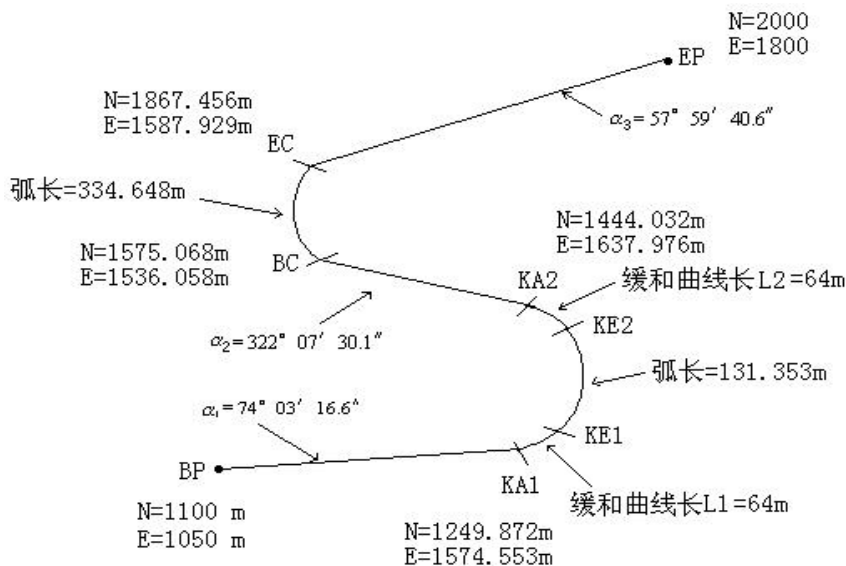 N=2000
E=1800
EP
N=1867.456m
E=1587.929m
α₃=57° 59′ 40.6″
EC
弧长=334.648m
N=1444.032m
E=1637.976m
N=1575.068m
E=1536.058m
BC
KA2
缓和曲线长L2=64m
KE2
α₂=322° 07′ 30.1″
弧长=131.353m
α₁=74° 03′ 16.6″
KE1
BP
KA1
缓和曲线长L1=64m
N=1100 m
E=1050 m
N=1249.872m
E=1574.553m